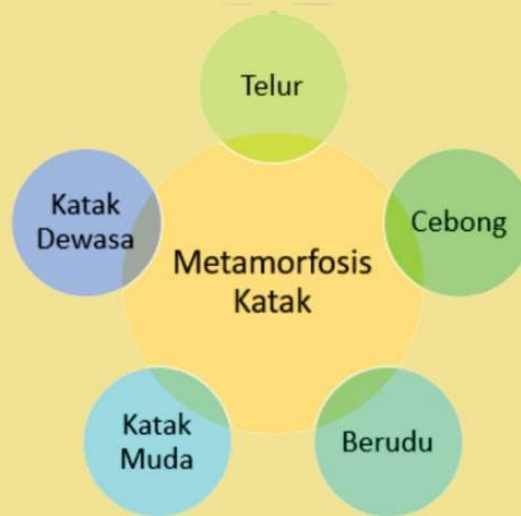 Telur
Cebong
Berudu
Katak
Muda
Katak
Dewasa
Metamorfosis
Katak